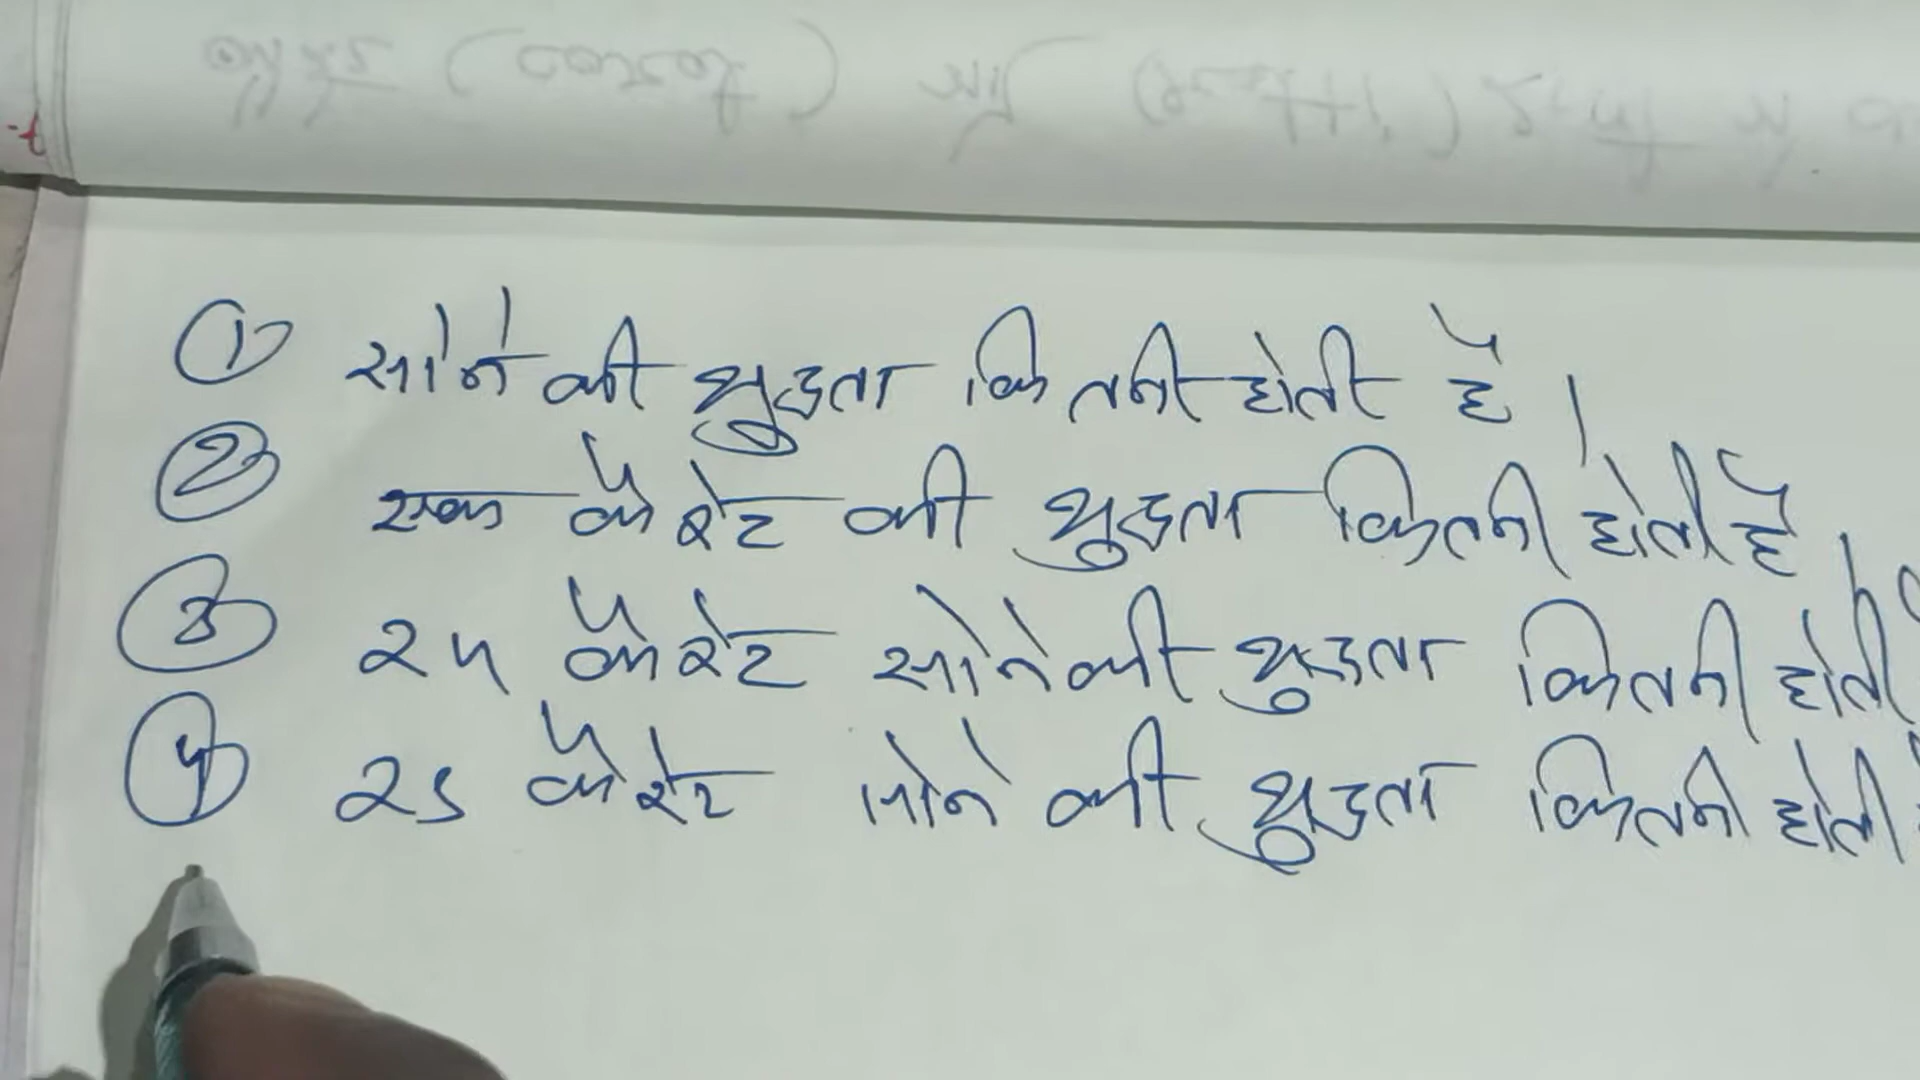 ① सोने की शुद्धता कितनी होती है ।
② एक कैरेट की शुद्धता कितनी होती है ।
③ 24 कैरेट सोने की शुद्धता कितनी होती
④ 23 कैरेट सोने की शुद्धता कितनी होती